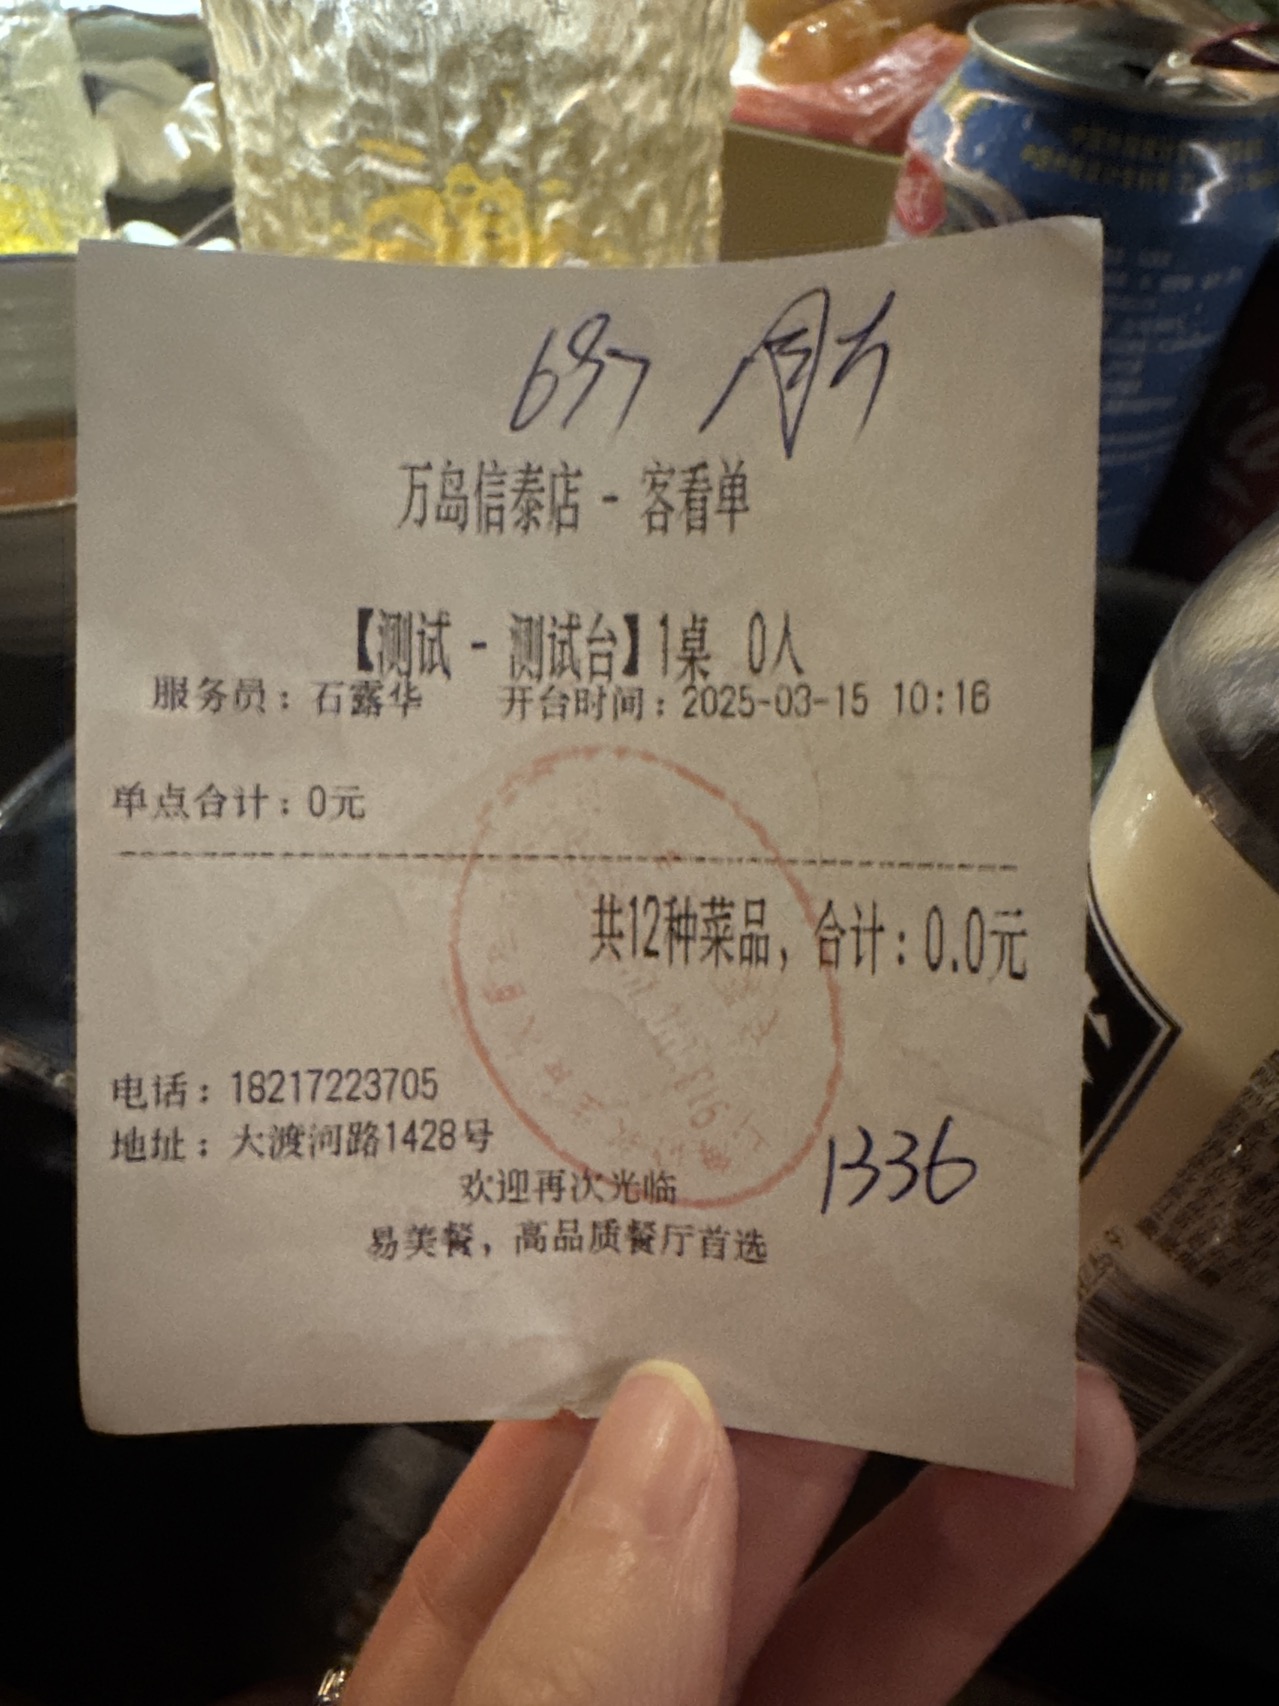 万岛信泰店 - 客看单
【测试 - 测试台】1桌 0人
服务员：石露华 开台时间：2025-03-15 10:16
单点合计：0元
共12种菜品，合计：0.0元
电话：18217223705
地址：大渡河路1428号
1336
欢迎再次光临
易美餐，高品质餐厅首选